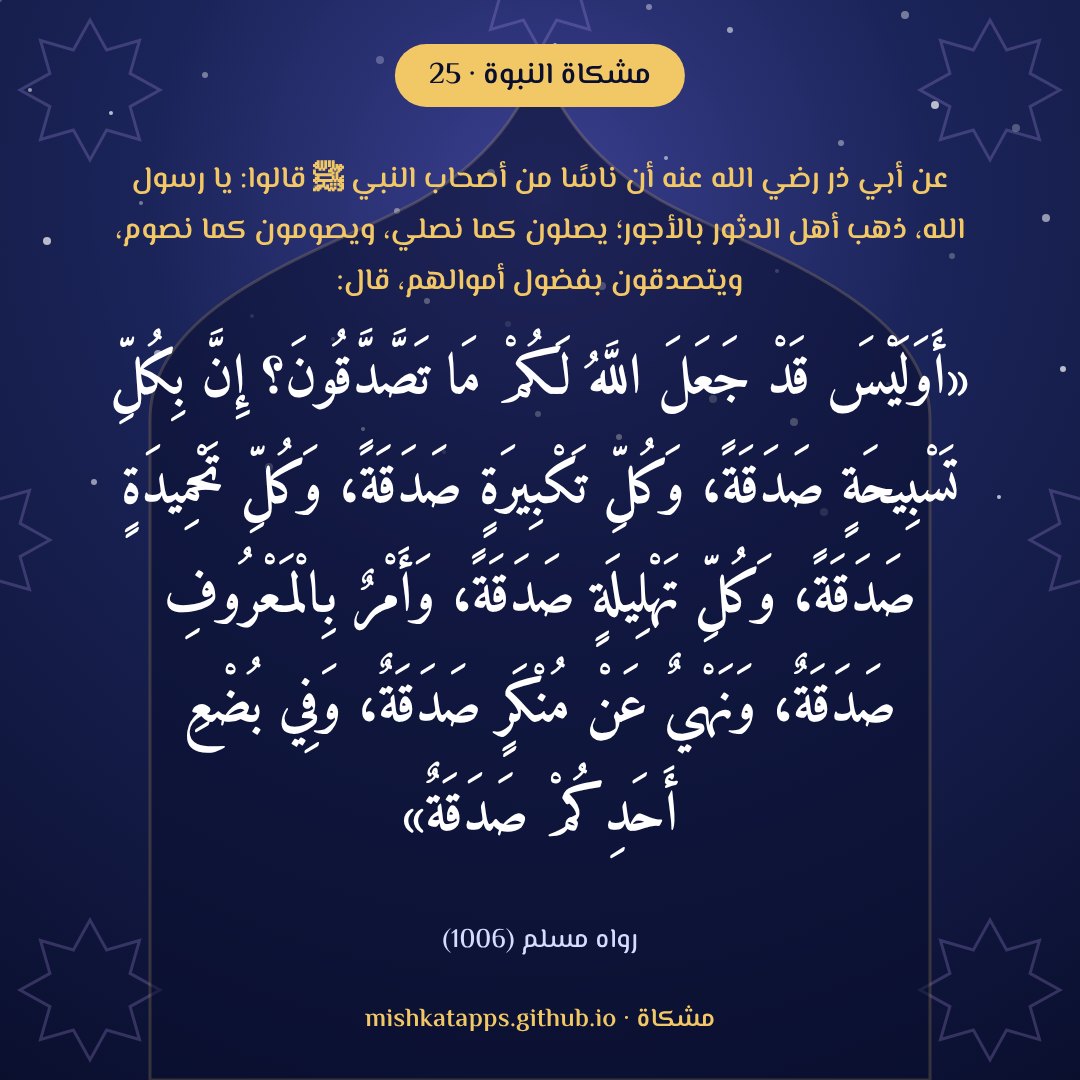 مشكاة النبوة · 25
عن أبي ذر رضي الله عنه أن ناسًا من أصحاب النبي ﷺ قالوا: يا رسول
الله، ذهب أهل الدثور بالأجور؛ يصلون كما نصلي، ويصومون كما نصوم،
ويتصدقون بفضول أموالهم، قال:
«أَوَلَيْسَ قَدْ جَعَلَ اللَّهُ لَكُمْ مَا تَصَّدَّقُونَ؟ إِنَّ بِكُلِّ
تَسْبِيحَةٍ صَدَقَةً، وَكُلِّ تَكْبِيرَةٍ صَدَقَةً، وَكُلِّ تَحْمِيدَةٍ
صَدَقَةً، وَكُلِّ تَهْلِيلَةٍ صَدَقَةً، وَأَمْرٌ بِالْمَعْرُوفِ
صَدَقَةٌ، وَنَهْيٌ عَنْ مُنْكَرٍ صَدَقَةٌ، وَفِي بُضْعِ
أَحَدِكُمْ صَدَقَةٌ»
رواه مسلم (1006)
مشكاة · mishkatapps.github.io